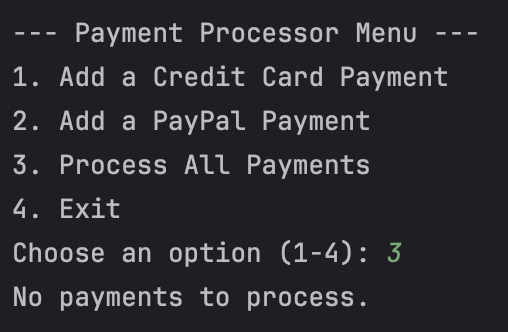 --- Payment Processor Menu ---
1. Add a Credit Card Payment
2. Add a PayPal Payment
3. Process All Payments
4. Exit
Choose an option (1-4): 3
No payments to process.